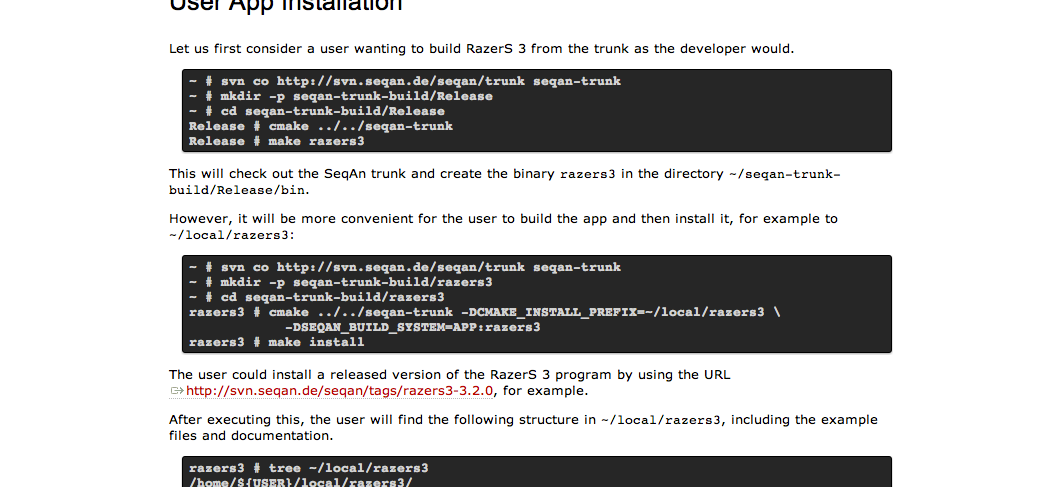 User App Installation
Let us first consider a user wanting to build RazerS 3 from the trunk as the developer would.
~ # svn co http://svn.seqan.de/seqan/trunk seqan-trunk
~ # mkdir -p seqan-trunk-build/Release
~ # cd seqan-trunk-build/Release
Release # cmake ../../seqan-trunk
Release # make razers3
This will check out the SeqAn trunk and create the binary razers3 in the directory ~/seqan-trunk-
build/Release/bin.
However, it will be more convenient for the user to build the app and then install it, for example to
~/local/razers3:
~ # svn co http://svn.seqan.de/seqan/trunk seqan-trunk
~ # mkdir -p seqan-trunk-build/razers3
~ # cd seqan-trunk-build/razers3
razers3 # cmake ../../seqan-trunk -DCMAKE_INSTALL_PREFIX=~/local/razers3 \
-DSEQAN_BUILD_SYSTEM=APP:razers3
razers3 # make install
The user could install a released version of the RazerS 3 program by using the URL
http://svn.seqan.de/seqan/tags/razers3-3.2.0, for example.
After executing this, the user will find the following structure in ~/local/razers3, including the example
files and documentation.
razers3 # tree ~/local/razers3
/home/${USER}/local/razers3/